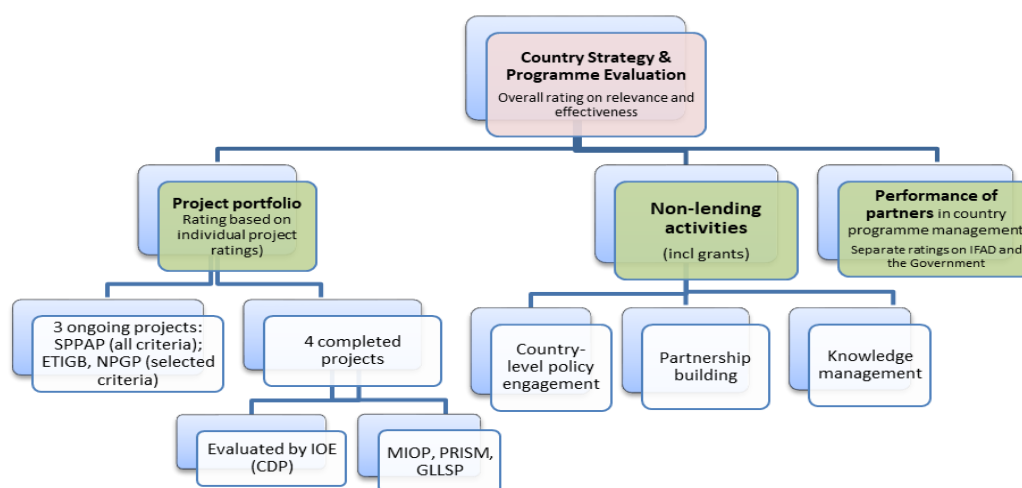 Country Strategy &
Programme Evaluation
Overall rating on relevance and
effectiveness
Project portfolio
Rating based on
individual project
ratings)
Non-lending
activities
(incl grants)
Performance of
partners in country
programme management
Separate ratings on IFAD and
the Government
3 ongoing projects:
SPPAP (all criteria);
ETIGB, NPGP (selected
criteria)
4 completed
projects
Country-
level policy
engagement
Partnership
building
Knowledge
management
Evaluated by IOE
(CDP)
MIOP, PRISM,
GLLSP